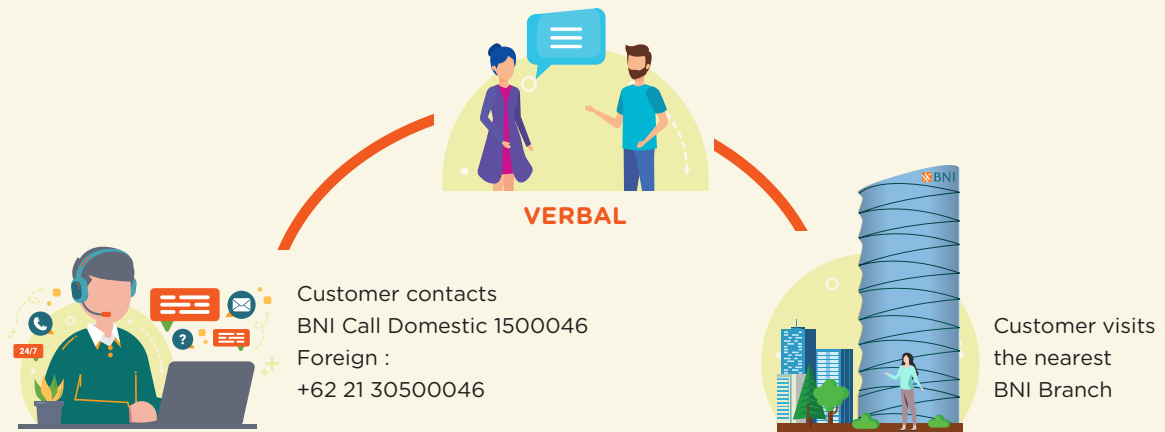 VERBAL
BNI
24/7
?
Customer contacts
BNI Call Domestic 1500046
Foreign :
+62 21 30500046
Customer visits
the nearest
BNI Branch